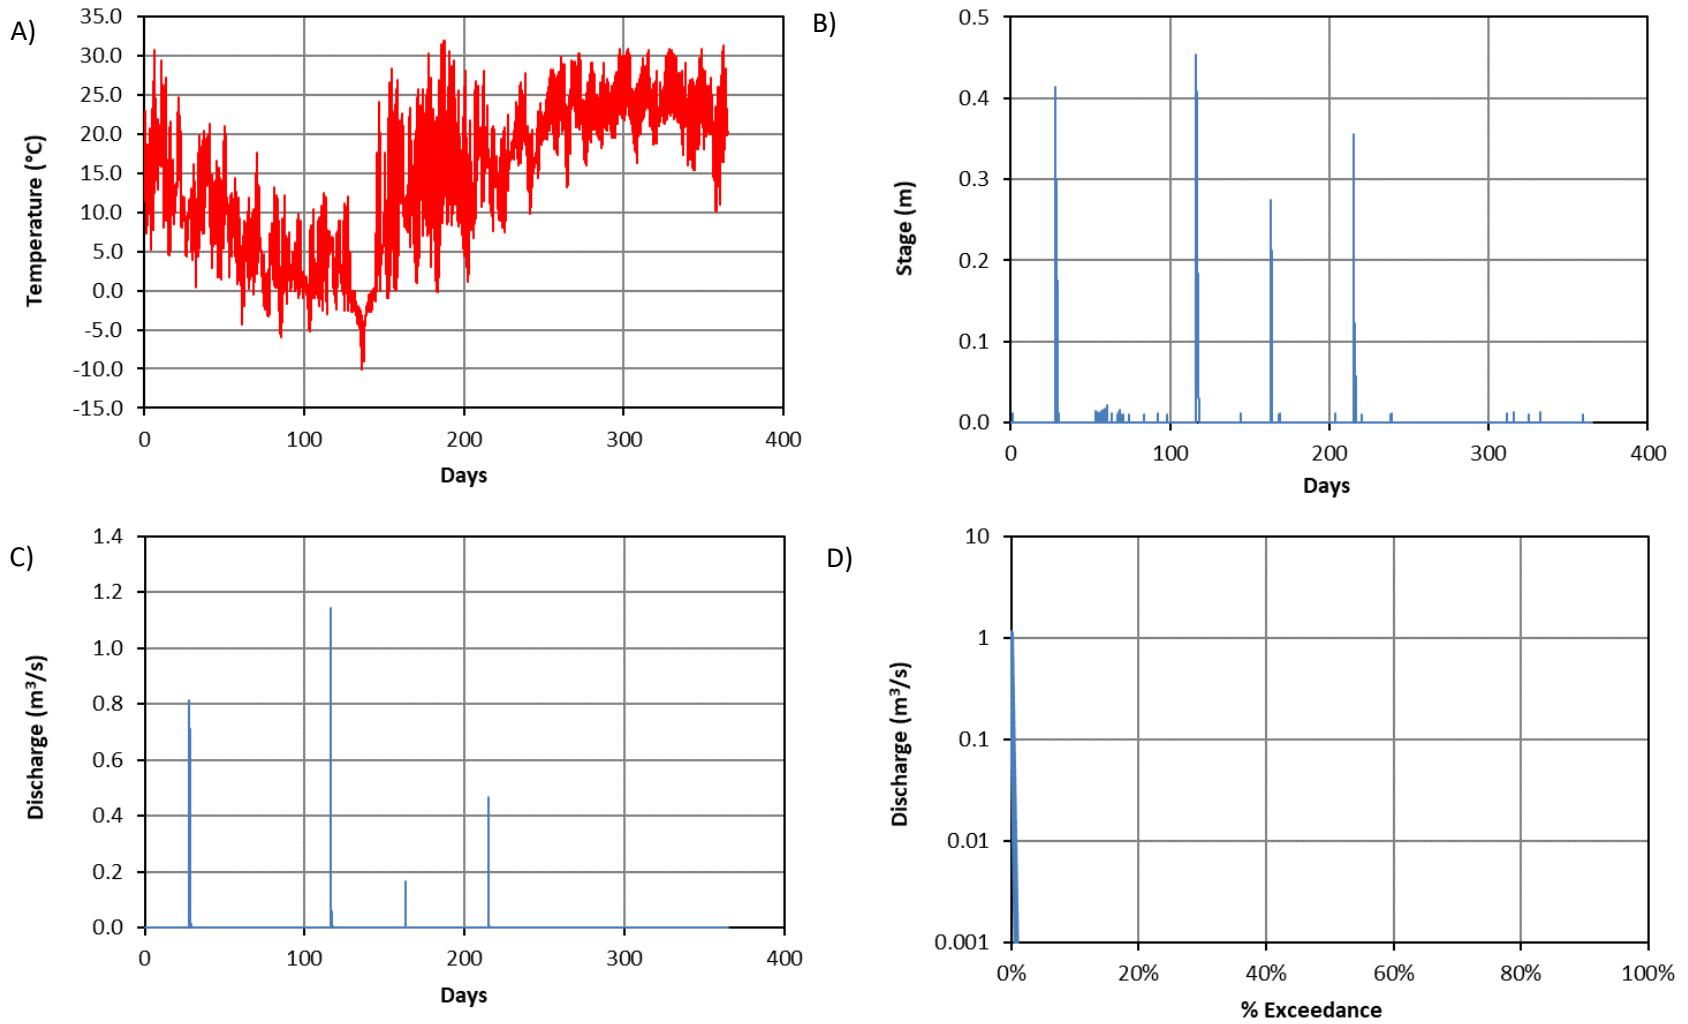 A)
35.0
30.0
25.0
20.0
15.0
10.0
5.0
0.0
-5.0
-10.0
-15.0
Temperature (°C)
0 100 200 300 400
Days
B)
0.5
0.4
0.3
0.2
0.1
0.0
Stage (m)
0 100 200 300 400
Days
C)
1.4
1.2
1.0
0.8
0.6
0.4
0.2
0.0
Discharge (m³/s)
0 100 200 300 400
Days
D)
10
1
0.1
0.01
0.001
Discharge (m³/s)
0% 20% 40% 60% 80% 100%
% Exceedance